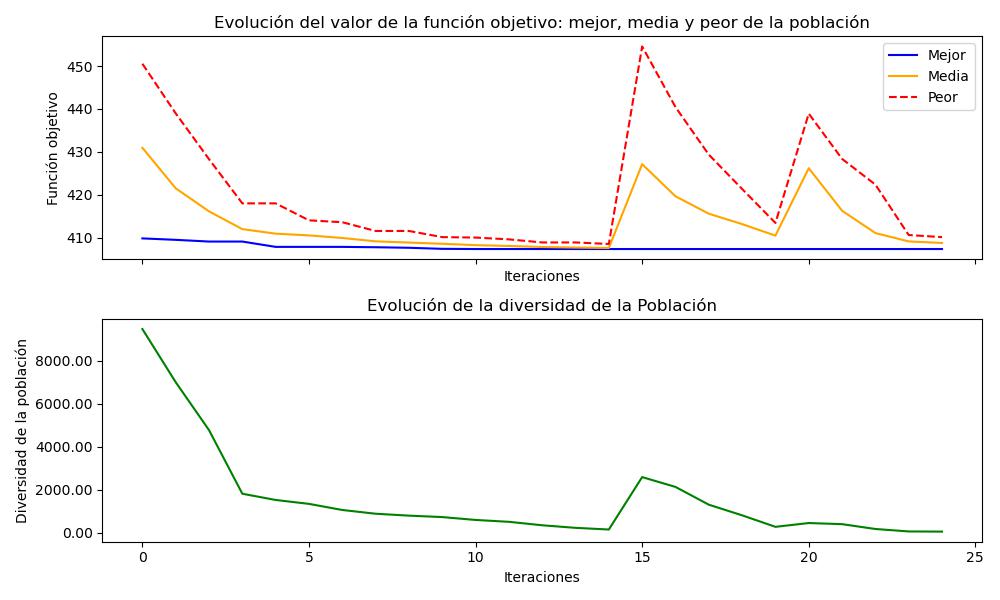 Evolución del valor de la función objetivo: mejor, media y peor de la población
Función objetivo
450
440
430
420
410
Mejor
Media
Peor
Iteraciones
Evolución de la diversidad de la Población
Diversidad de la población
8000.00
6000.00
4000.00
2000.00
0.00
0 5 10 15 20 25
Iteraciones